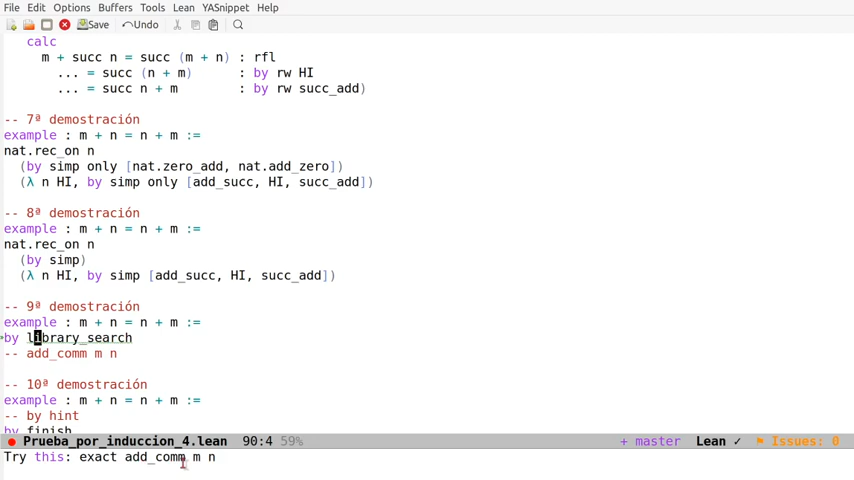 File Edit Options Buffers Tools Lean YASnippet Help
Save Undo
calc
m + succ n = succ (m + n) : rfl
... = succ (n + m) : by rw HI
... = succ n + m : by rw succ_add)
-- 7ª demostración
example : m + n = n + m :=
nat.rec_on n
(by simp only [nat.zero_add, nat.add_zero])
(λ n HI, by simp only [add_succ, HI, succ_add])
-- 8ª demostración
example : m + n = n + m :=
nat.rec_on n
(by simp)
(λ n HI, by simp [add_succ, HI, succ_add])
-- 9ª demostración
example : m + n = n + m :=
by library_search
-- add_comm m n
-- 10ª demostración
example : m + n = n + m :=
-- by hint
by finish
Prueba_por_induccion_4.lean 90:4 59% + master Lean ✓ Issues: 0
Try this: exact add_comm m n